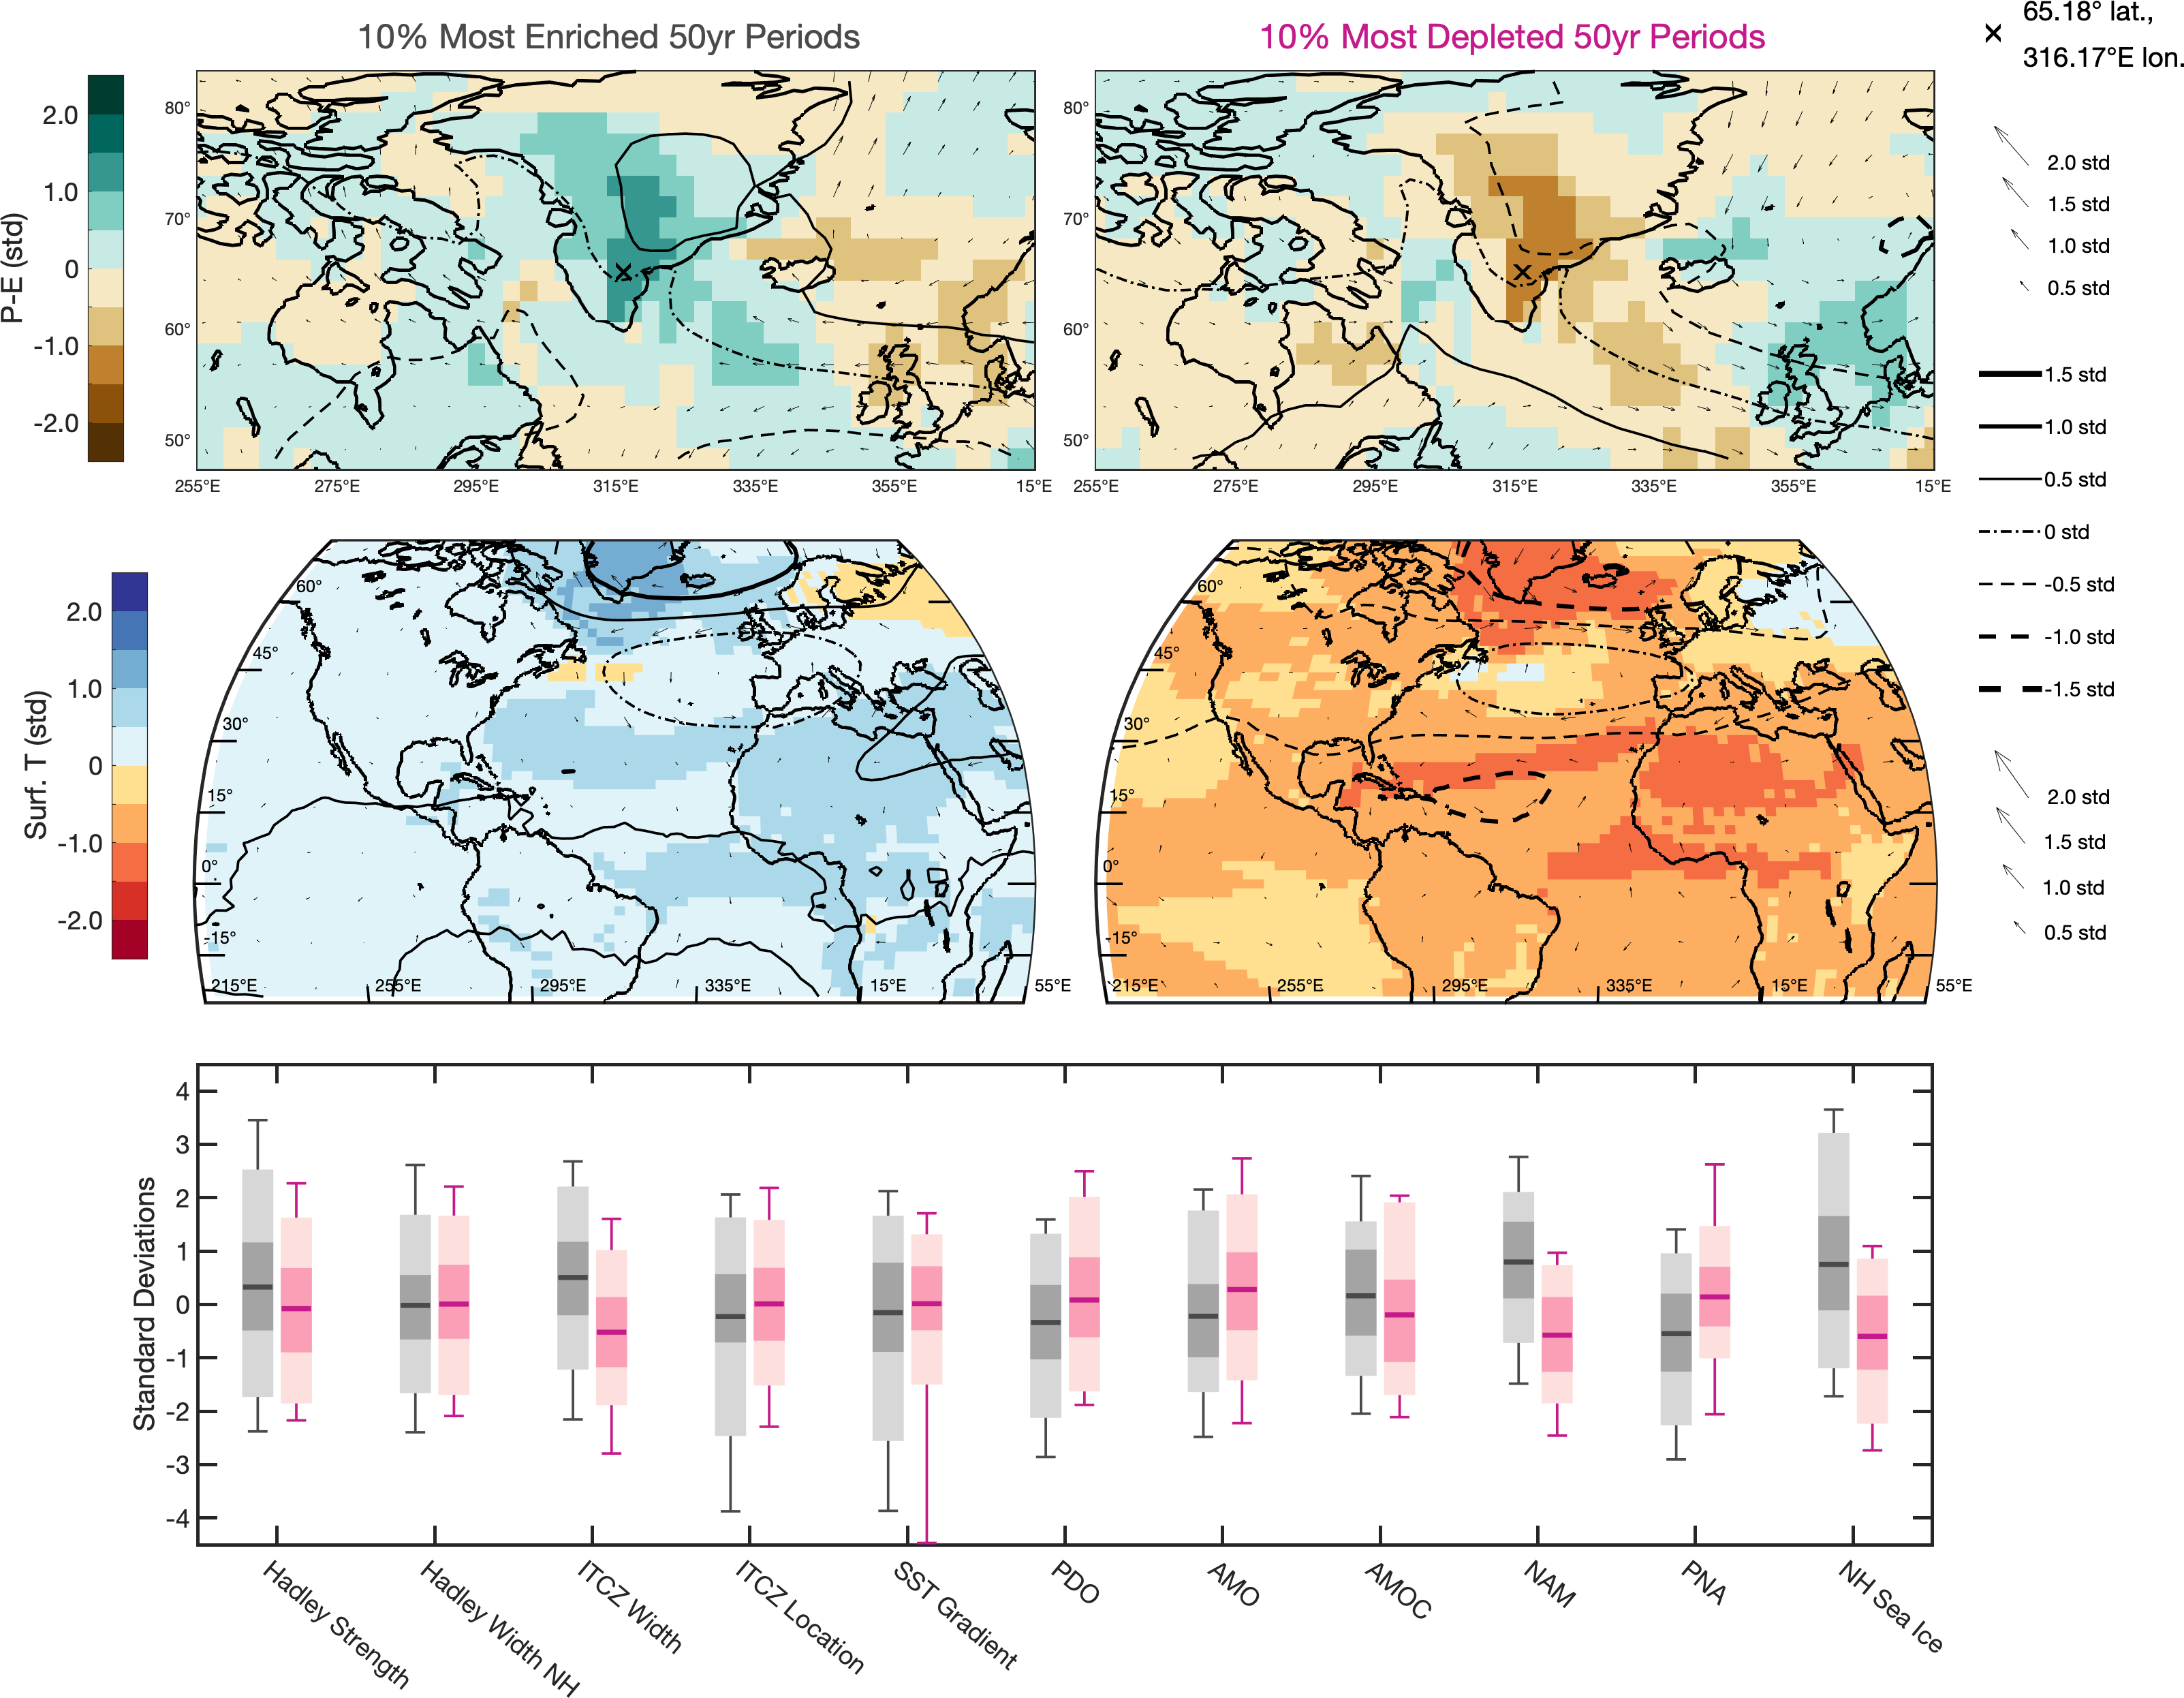 10% Most Enriched 50yr Periods
10% Most Depleted 50yr Periods
× 65.18° lat.,
316.17°E lon.
P-E (std)
2.0
1.0
0
-1.0
-2.0
80°
70°
60°
50°
255°E 275°E 295°E 315°E 335°E 355°E 15°E
80°
70°
60°
50°
255°E 275°E 295°E 315°E 335°E 355°E 15°E
2.0 std
1.5 std
1.0 std
0.5 std
1.5 std
1.0 std
0.5 std
0 std
-0.5 std
-1.0 std
-1.5 std
2.0 std
1.5 std
1.0 std
0.5 std
Surf. T (std)
2.0
1.0
0
-1.0
-2.0
60°
45°
30°
15°
0°
-15°
215°E 255°E 295°E 335°E 15°E 55°E
60°
45°
30°
15°
0°
-15°
215°E 255°E 295°E 335°E 15°E 55°E
Standard Deviations
4
3
2
1
0
-1
-2
-3
-4
Hadley Strength
Hadley Width NH
ITCZ Width
ITCZ Location
SST Gradient
PDO
AMO
AMOC
NAM
PNA
NH Sea Ice